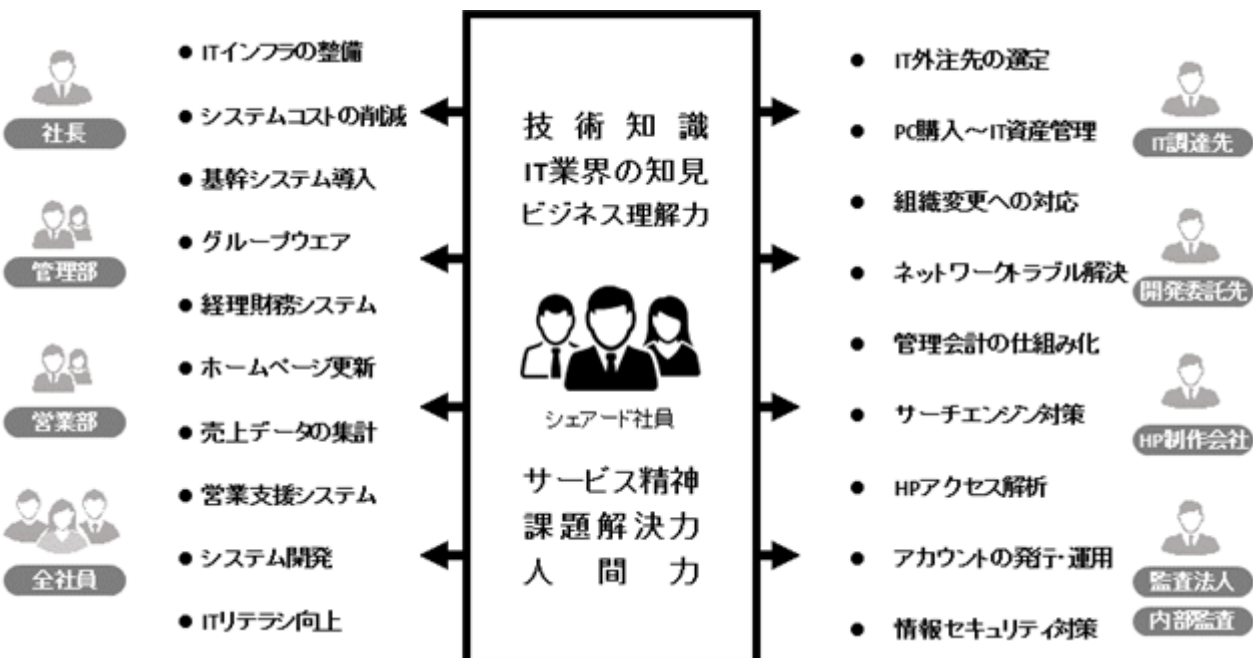 社長
管理部
営業部
全社員
● ITインフラの整備
● システムコストの削減
● 基幹システム導入
● グループウエア
● 経理財務システム
● ホームページ更新
● 売上データの集計
● 営業支援システム
● システム開発
● ITリテラシ向上
技術知識
IT業界の知見
ビジネス理解力
シェアード社員
サービス精神
課題解決力
人間力
● IT外注先の選定
● PC購入～IT資産管理
● 組織変更への対応
● ネットワークトラブル解決
● 管理会計の仕組み化
● サーチエンジン対策
● HPアクセス解析
● アカウントの発行・運用
● 情報セキュリティ対策
IT調達先
開発委託先
HP制作会社
監査法人
内部監査